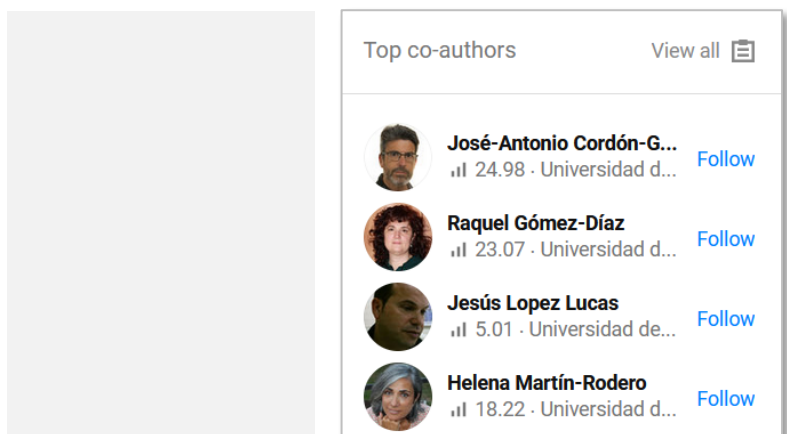 Top co-authors View all
José-Antonio Cordón-G...
24.98 · Universidad d...
Follow
Raquel Gómez-Díaz
23.07 · Universidad d...
Follow
Jesús Lopez Lucas
5.01 · Universidad de...
Follow
Helena Martín-Rodero
18.22 · Universidad d...
Follow